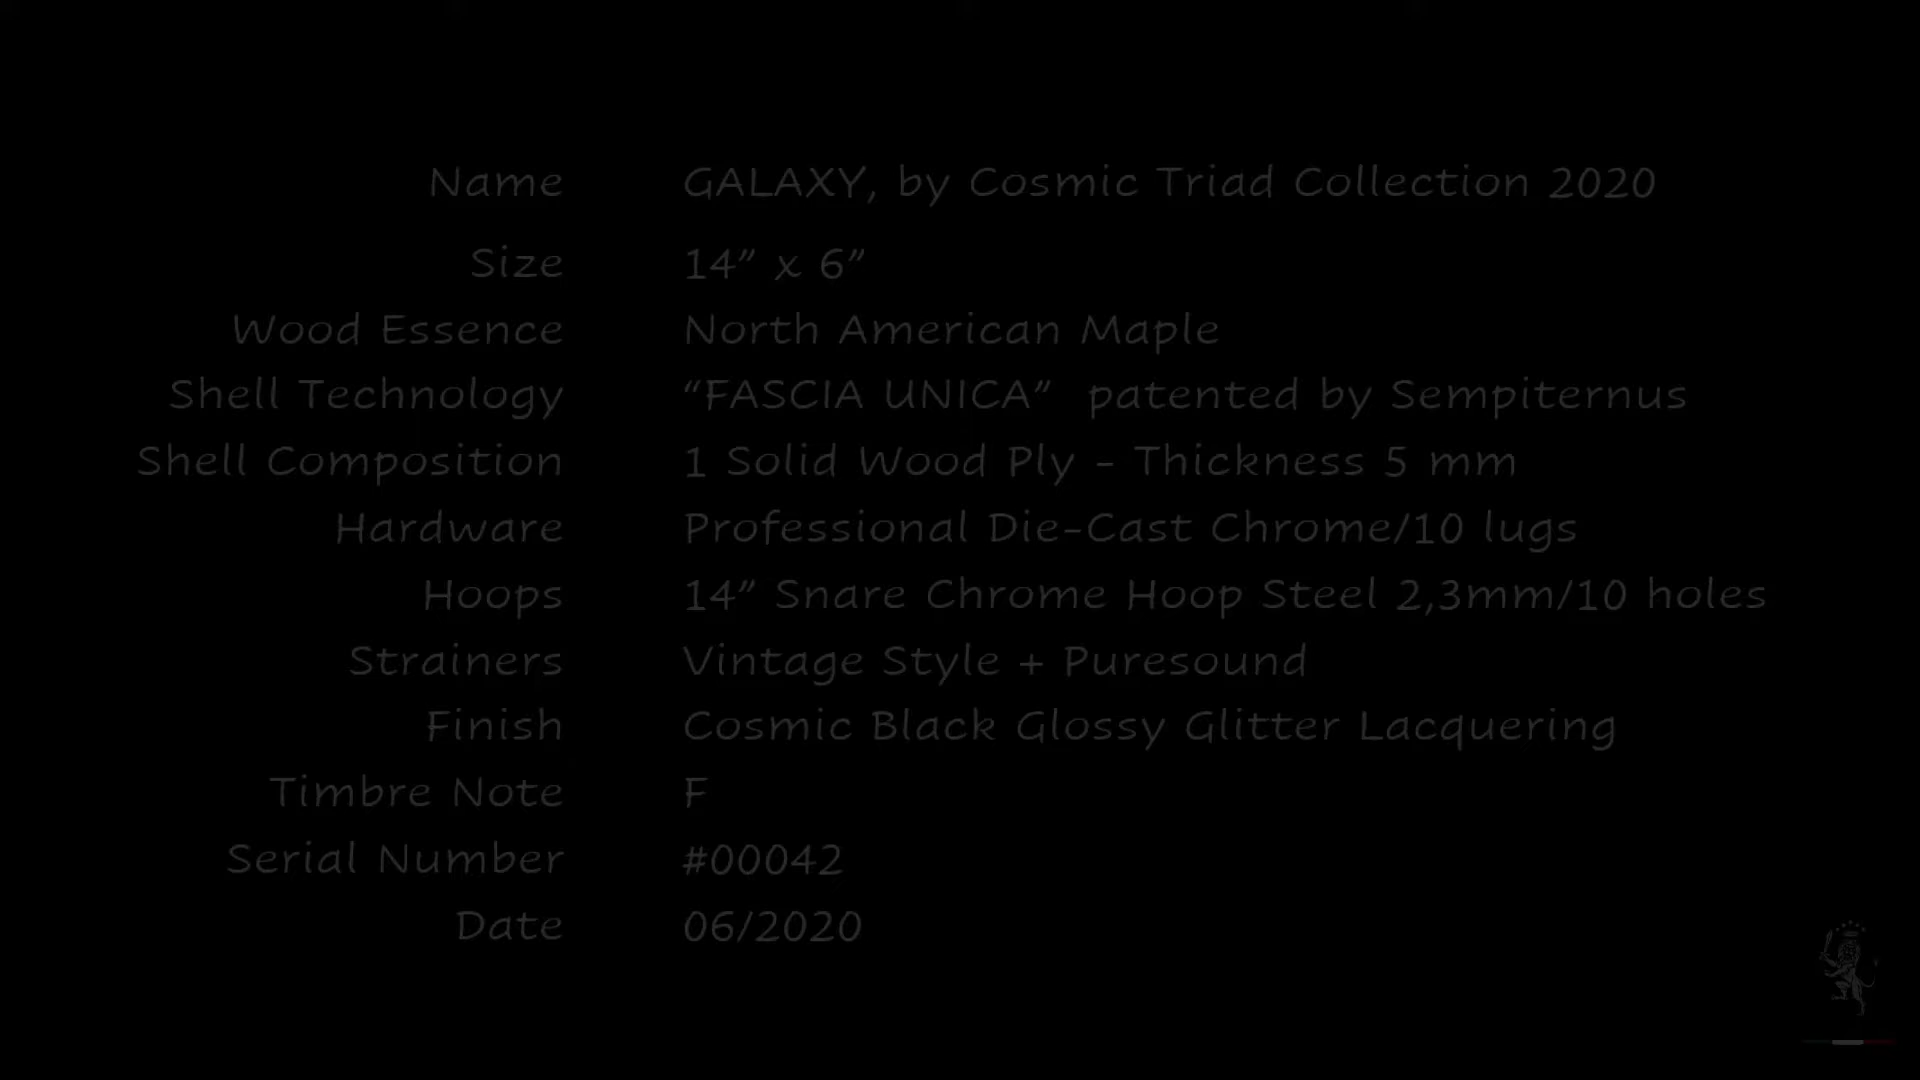 Name GALAXY, by Cosmic Triad Collection 2020
Size 14” x 6”
Wood Essence North American Maple
Shell Technology “FASCIA UNICA” patented by Sempiternus
Shell Composition 1 Solid Wood Ply - Thickness 5 mm
Hardware Professional Die-Cast Chrome/10 lugs
Hoops 14” Snare Chrome Hoop Steel 2,3mm/10 holes
Strainers Vintage Style + Puresound
Finish Cosmic Black Glossy Glitter Lacquering
Timbre Note F
Serial Number #00042
Date 06/2020